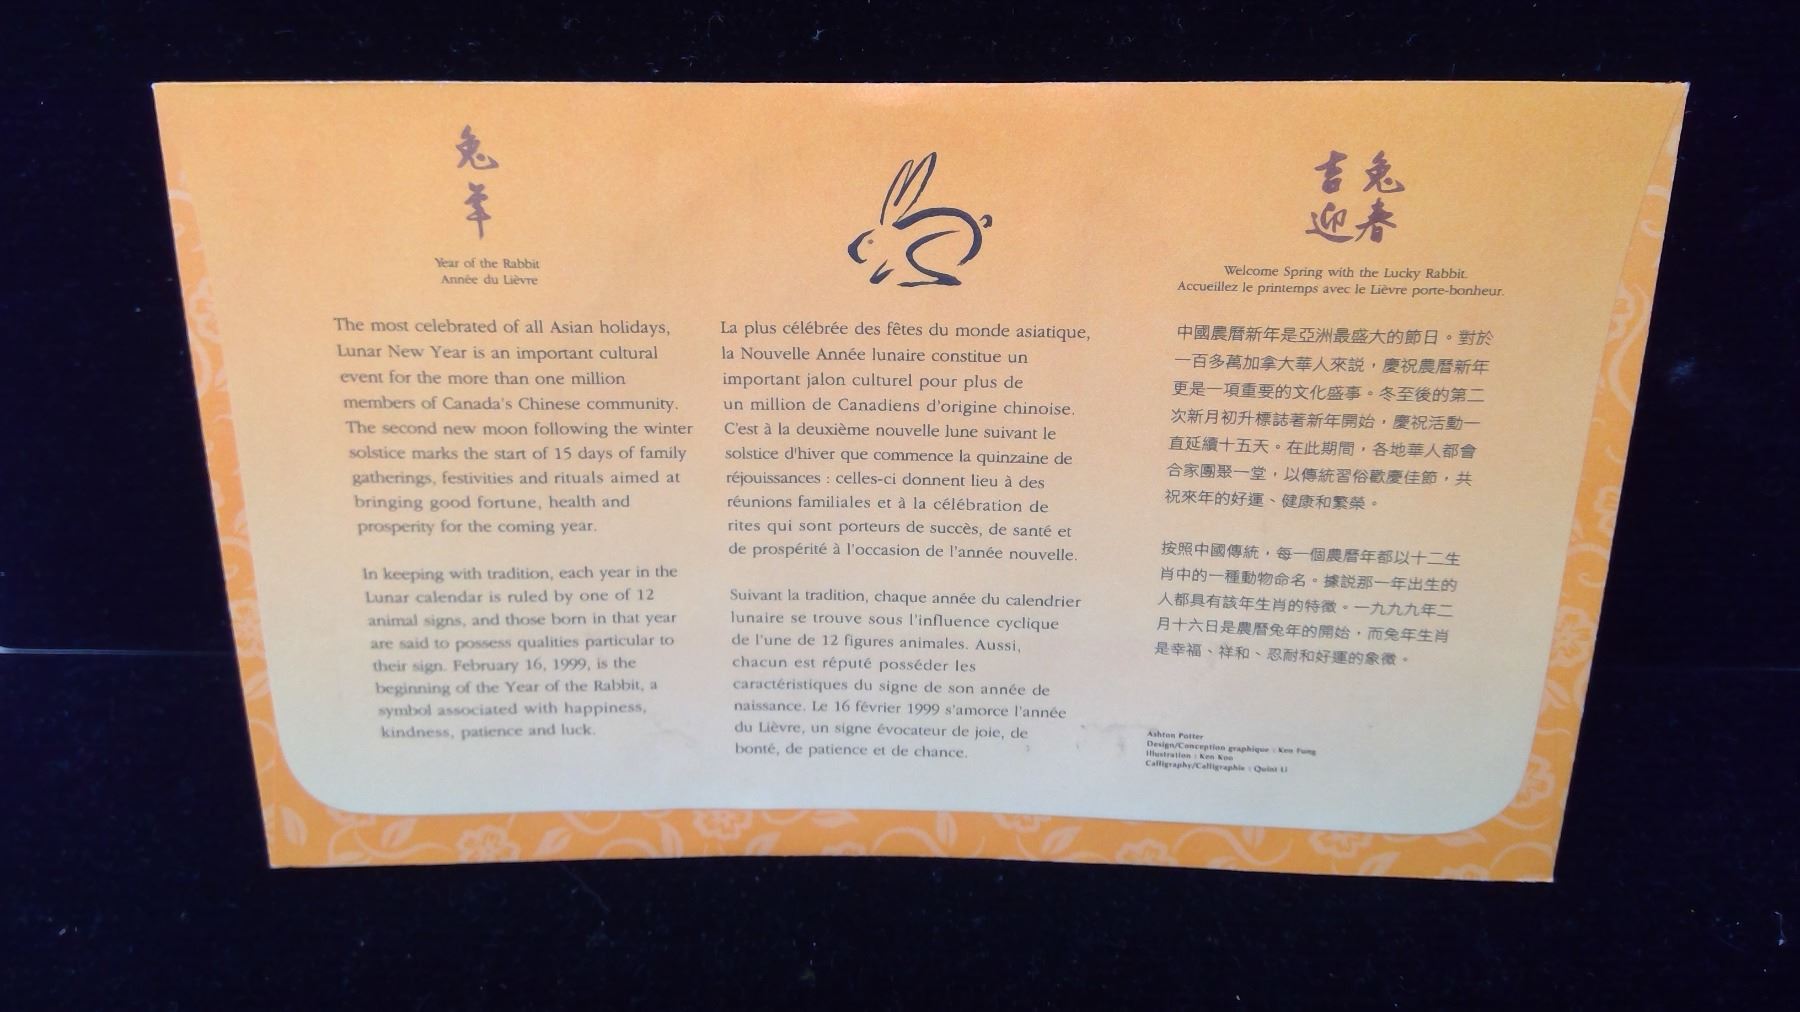 兔
年
Year of the Rabbit
Année du Lièvre
The most celebrated of all Asian holidays,
Lunar New Year is an important cultural
event for the more than one million
members of Canada's Chinese community.
The second new moon following the winter
solstice marks the start of 15 days of family
gatherings, festivities and rituals aimed at
bringing good fortune, health and
prosperity for the coming year.
In keeping with tradition, each year in the
Lunar calendar is ruled by one of 12
animal signs, and those born in that year
are said to possess qualities particular to
their sign. February 16, 1999, is the
beginning of the Year of the Rabbit, a
symbol associated with happiness,
kindness, patience and luck.
La plus célébrée des fêtes du monde asiatique,
la Nouvelle Année lunaire constitue un
important jalon culturel pour plus de
un million de Canadiens d'origine chinoise.
C'est à la deuxième nouvelle lune suivant le
solstice d'hiver que commence la quinzaine de
réjouissances : celles-ci donnent lieu à des
réunions familiales et à la célébration de
rites qui sont porteurs de succès, de santé et
de prospérité à l'occasion de l'année nouvelle.
Suivant la tradition, chaque année du calendrier
lunaire se trouve sous l'influence cyclique
de l'une de 12 figures animales. Aussi,
chacun est réputé posséder les
caractéristiques du signe de son année de
naissance. Le 16 février 1999 s'amorce l'année
du Lièvre, un signe évocateur de joie, de
bonté, de patience et de chance.
吉兔
迎春
Welcome Spring with the Lucky Rabbit.
Accueillez le printemps avec le Lièvre porte-bonheur.
中國農曆新年是亞洲最盛大的節日。對於
一百多萬加拿大華人來説，慶祝農曆新年
更是一項重要的文化盛事。冬至後的第二
次新月初升標誌著新年開始，慶祝活動一
直延續十五天。在此期間，各地華人都會
合家團聚一堂，以傳統習俗歡慶佳節，共
祝來年的好運、健康和繁榮。
按照中國傳統，每一個農曆年都以十二生
肖中的一種動物命名。據説那一年出生的
人都具有該年生肖的特徵。一九九九年二
月十六日是農曆兔年的開始，而兔年生肖
是幸福、祥和、忍耐和好運的象徵。
Ashton Potter
Design/Conception graphique : Ken Fung
Illustration : Ken Koo
Calligraphy/Calligraphie : Quint Li